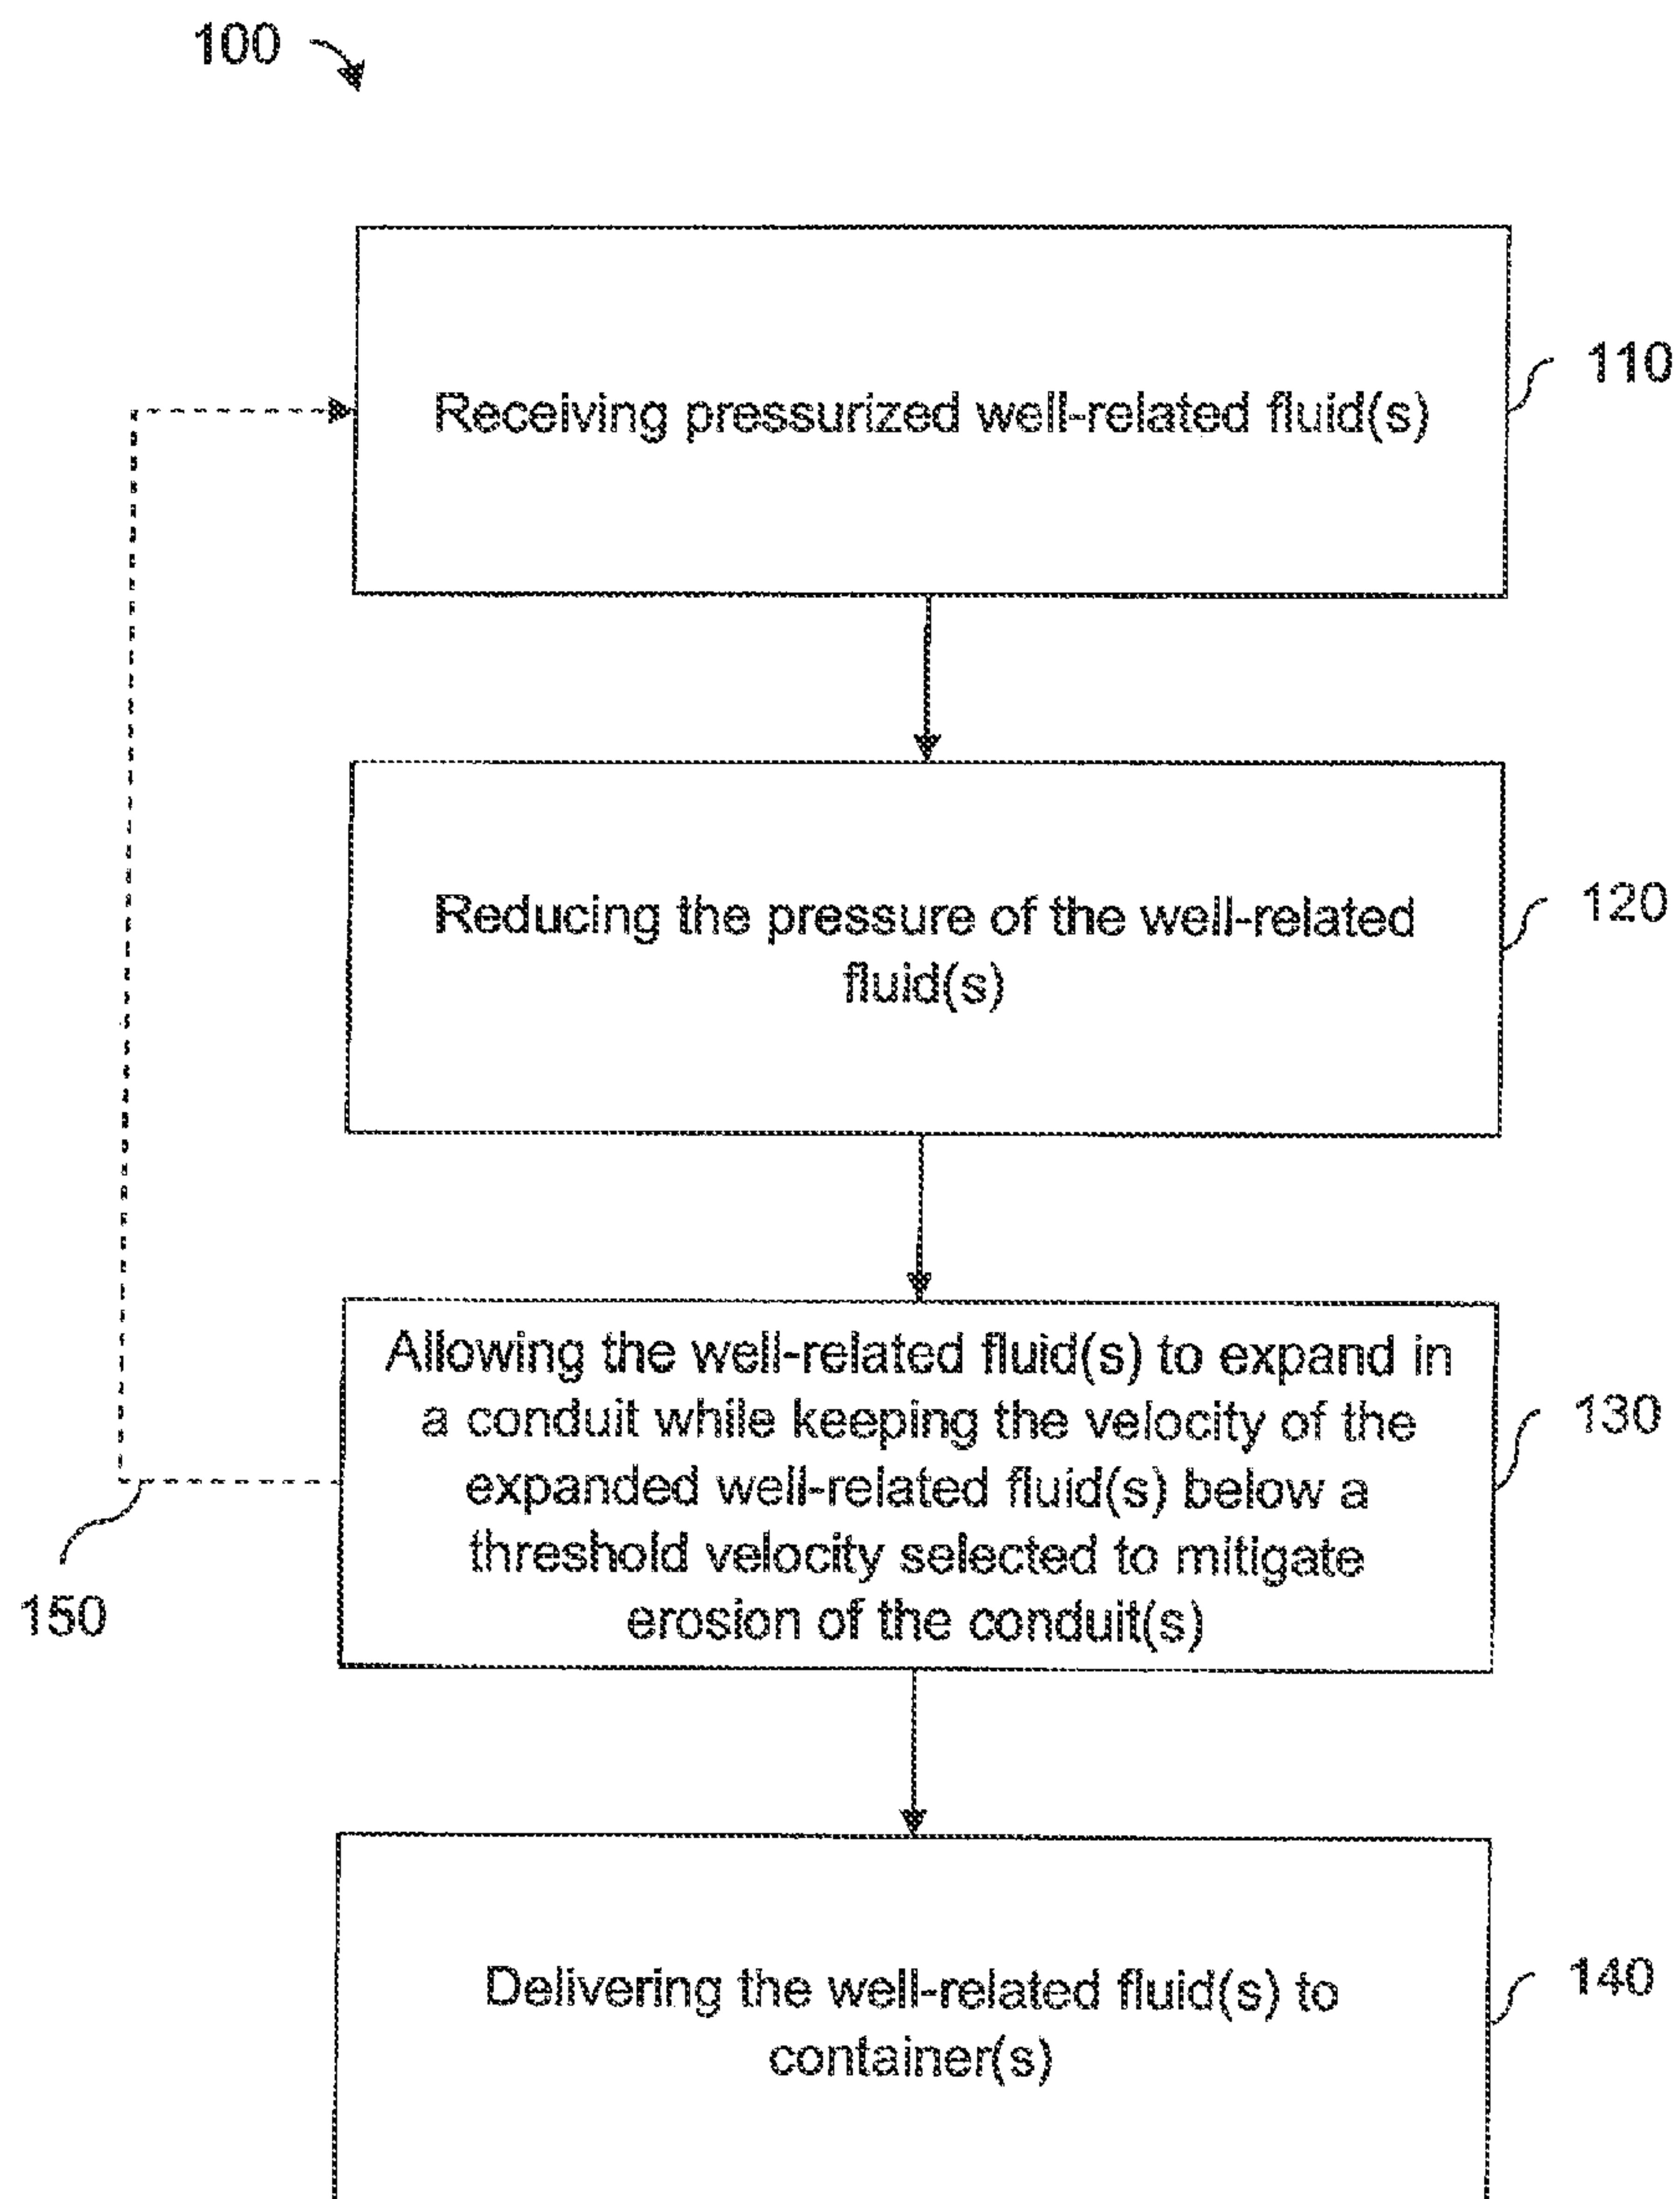 100
Receiving pressurized well-related fluid(s)
110
Reducing the pressure of the well-related
fluid(s)
120
Allowing the well-related fluid(s) to expand in
a conduit while keeping the velocity of the
expanded well-related fluid(s) below a
threshold velocity selected to mitigate
erosion of the conduit(s)
130
150
Delivering the well-related fluid(s) to
container(s)
140